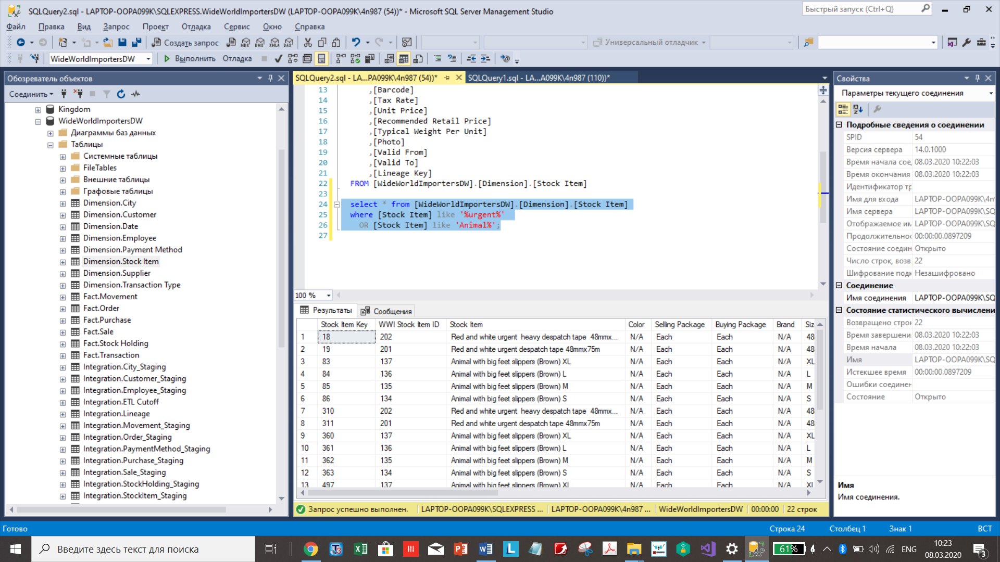 SQLQuery2.sql - LAPTOP-OOPA099K\SQLEXPRESS.WideWorldImportersDW (LAPTOP-OOPA099K\4n987 (54))* - Microsoft SQL Server Management Studio
Быстрый запуск (Ctrl+Q)
Файл Правка Вид Запрос Проект Отладка Сервис Окно Справка
Создать запрос
MDX DMX XMLA DAX
Универсальный отладчик
WideWorldImportersDW
Выполнить Отладка
Обозреватель объектов
Соединить
Kingdom
WideWorldImportersDW
Диаграммы баз данных
Таблицы
Системные таблицы
FileTables
Внешние таблицы
Графовые таблицы
Dimension.City
Dimension.Customer
Dimension.Date
Dimension.Employee
Dimension.Payment Method
Dimension.Stock Item
Dimension.Supplier
Dimension.Transaction Type
Fact.Movement
Fact.Order
Fact.Purchase
Fact.Sale
Fact.Stock Holding
Fact.Transaction
Integration.City_Staging
Integration.Customer_Staging
Integration.Employee_Staging
Integration.ETL Cutoff
Integration.Lineage
Integration.Movement_Staging
Integration.Order_Staging
Integration.PaymentMethod_Staging
Integration.Purchase_Staging
Integration.Sale_Staging
Integration.StockHolding_Staging
Integration.StockItem_Staging
SQLQuery2.sql - LA...PA099K\4n987 (54))* SQLQuery1.sql - LA...A099K\4n987 (110))*
13 ,[Barcode]
14 ,[Tax Rate]
15 ,[Unit Price]
16 ,[Recommended Retail Price]
17 ,[Typical Weight Per Unit]
18 ,[Photo]
19 ,[Valid From]
20 ,[Valid To]
21 ,[Lineage Key]
22 FROM [WideWorldImportersDW].[Dimension].[Stock Item]
23
24 select * from [WideWorldImportersDW].[Dimension].[Stock Item]
25 where [Stock Item] like '%urgent%'
26 OR [Stock Item] like 'Animal%';
27
100 %
Результаты Сообщения
Stock Item Key WWI Stock Item ID Stock Item Color Selling Package Buying Package Brand Siz
1 18 202 Red and white urgent heavy despatch tape 48mmx... N/A Each Each N/A 48
2 19 201 Red and white urgent despatch tape 48mmx75m N/A Each Each N/A 48
3 83 137 Animal with big feet slippers (Brown) XL N/A Each Each N/A XL
4 84 136 Animal with big feet slippers (Brown) L N/A Each Each N/A L
5 85 135 Animal with big feet slippers (Brown) M N/A Each Each N/A M
6 86 134 Animal with big feet slippers (Brown) S N/A Each Each N/A S
7 310 202 Red and white urgent heavy despatch tape 48mmx... N/A Each Each N/A 48
8 311 201 Red and white urgent despatch tape 48mmx75m N/A Each Each N/A 48
9 360 137 Animal with big feet slippers (Brown) XL N/A Each Each N/A XL
10 361 136 Animal with big feet slippers (Brown) L N/A Each Each N/A L
11 362 135 Animal with big feet slippers (Brown) M N/A Each Each N/A M
12 363 134 Animal with big feet slippers (Brown) S N/A Each Each N/A S
13 497 137 Animal with big feet slippers (Brown) XL N/A Each Each N/A XL
Запрос успешно выполнен. LAPTOP-OOPA099K\SQLEXPRESS ... LAPTOP-OOPA099K\4n987 ... WideWorldImportersDW 00:00:00 22 строк
Свойства
Параметры текущего соединения
Подробные сведения о соединении
SPID 54
Версия сервера 14.0.1000
Время начала сое, 08.03.2020 10:22:03
Время окончания 08.03.2020 10:22:03
Идентификатор тр
Имя для входа LAPTOP-OOPA099K\4n
Имя сервера LAPTOP-OOPA099K\SQ
Отображаемое им LAPTOP-OOPA099K\SQ
Продолжительнос 00:00:00.0897209
Состояние соедин Открыто
Число строк, возв 22
Шифрование подк Незашифровано
Соединение
Имя соединения LAPTOP-OOPA099K\SQ
Состояние статистического вычислени
Возвращено строк 22
Время завершени. 08.03.2020 10:22:03
Время начала 08.03.2020 10:22:03
Имя LAPTOP-OOPA099K\SQ
Истекшее время 00:00:00.0897209
Ошибки соединен
Состояние Открыто
Имя
Имя соединения.
Готово Строка 24 Столбец 1 Знак 1 ВСТ
Введите здесь текст для поиска
61% ENG
10:23
08.03.2020
3